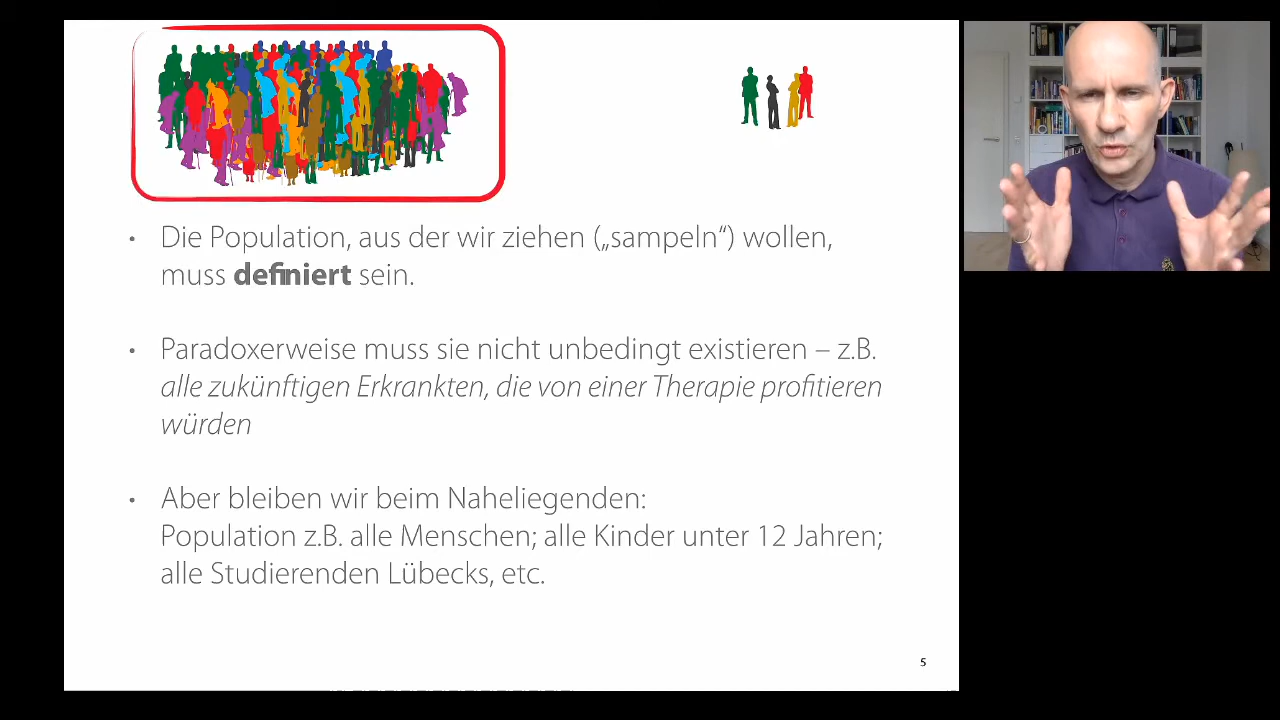 • Die Population, aus der wir ziehen („sampeln“) wollen,
muss definiert sein.
• Paradoxerweise muss sie nicht unbedingt existieren – z.B.
alle zukünftigen Erkrankten, die von einer Therapie profitieren
würden
• Aber bleiben wir beim Naheliegenden:
Population z.B. alle Menschen; alle Kinder unter 12 Jahren;
alle Studierenden Lübecks, etc.
5